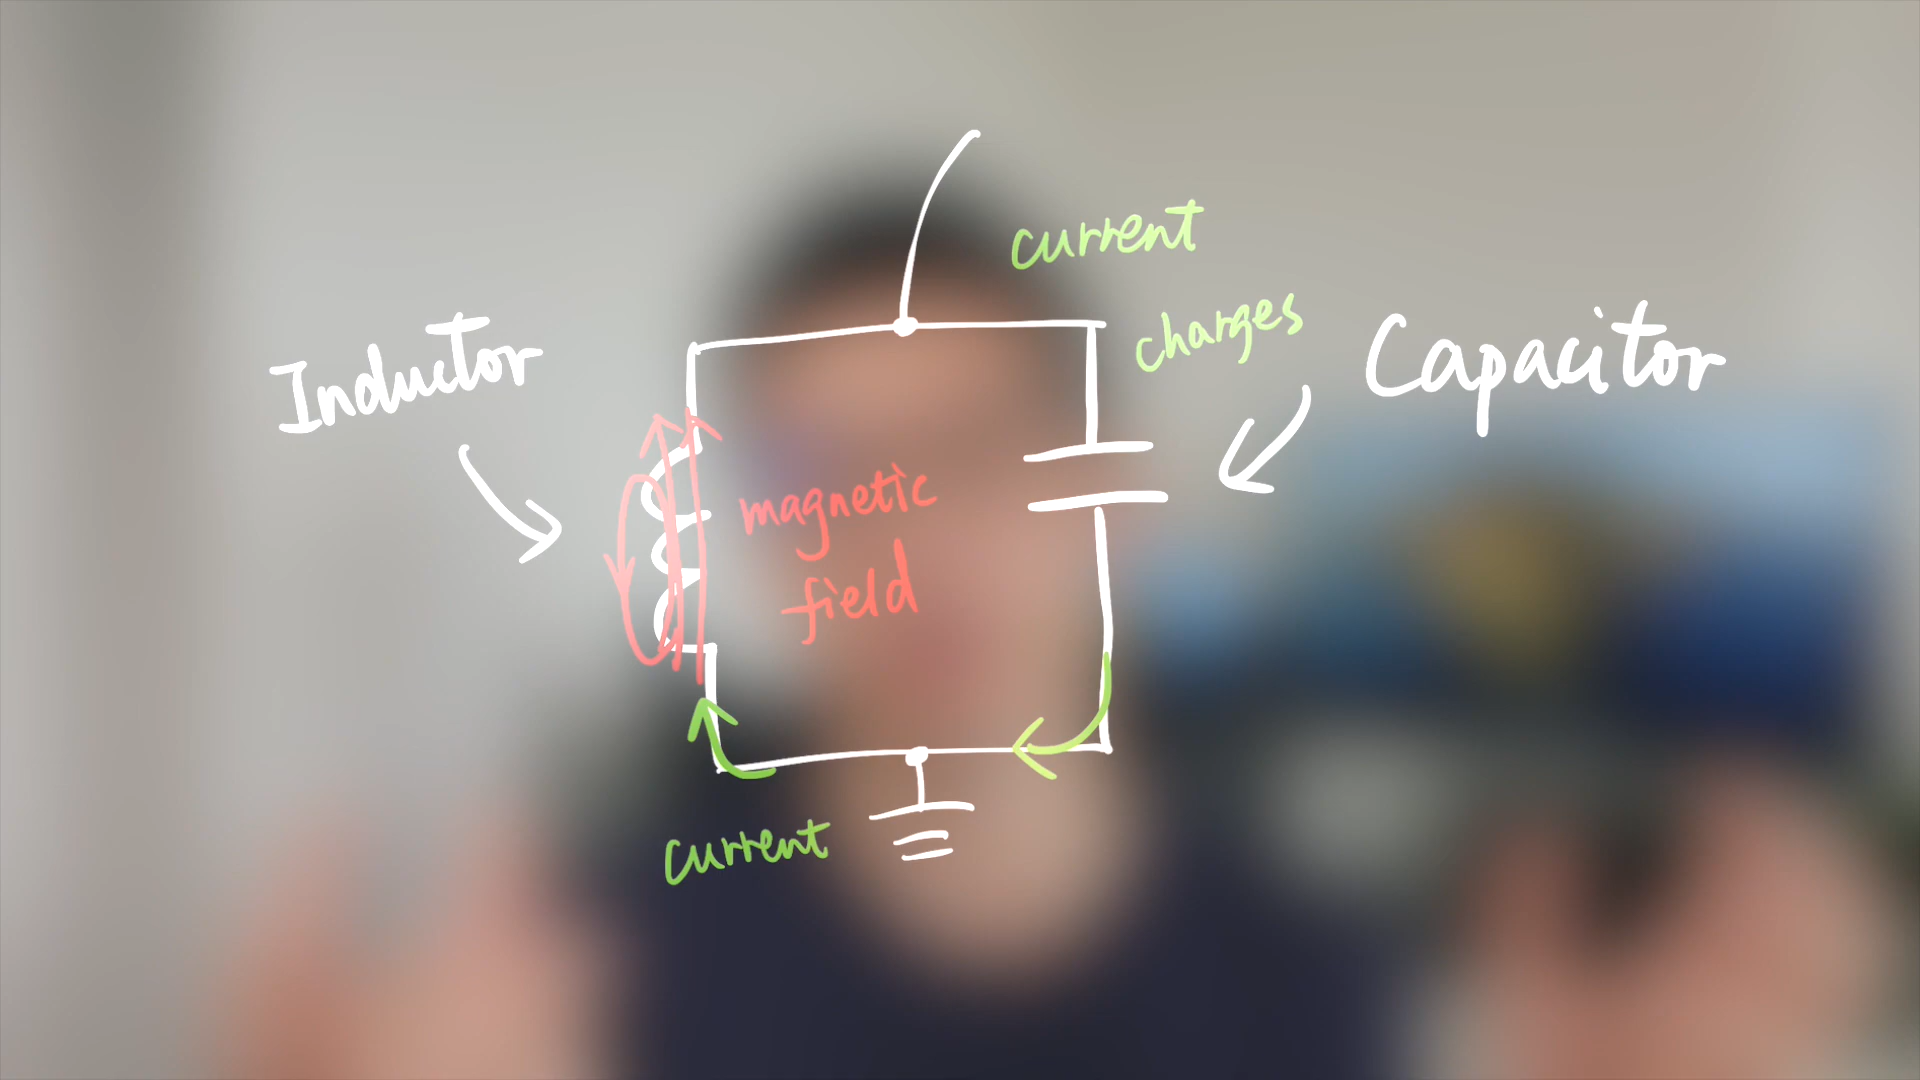 current
charges
Inductor
Capacitor
magnetic
field
current